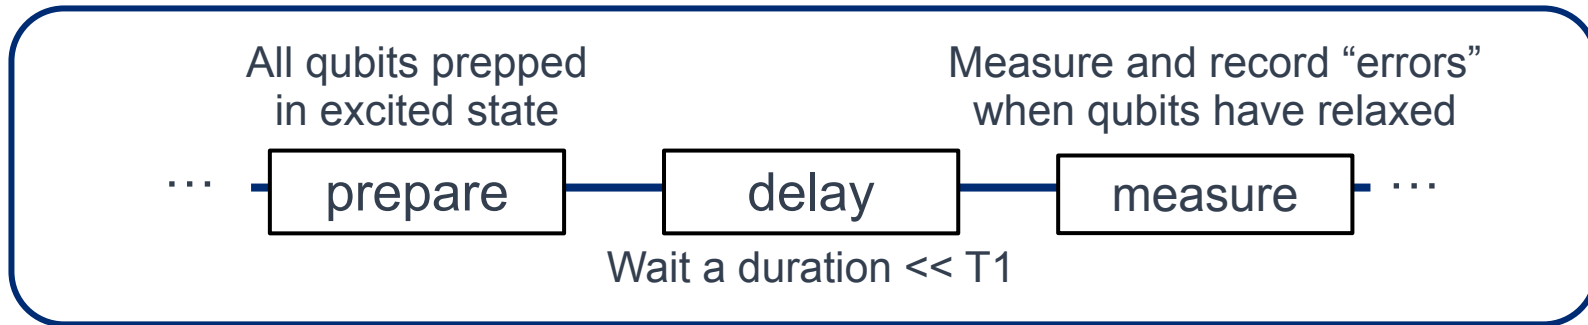 All qubits prepped
in excited state
Measure and record “errors”
when qubits have relaxed
... prepare delay measure ...
Wait a duration << T1